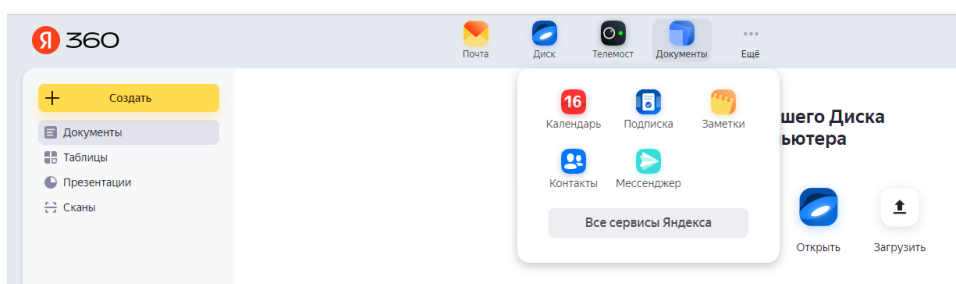 Я 360
Почта Диск Телемост Документы Ещё
+ Создать
Документы
Таблицы
Презентации
Сканы
16
Календарь Подписка Заметки
Контакты Мессенджер
Все сервисы Яндекса
шего Диска
ьютера
Открыть Загрузить